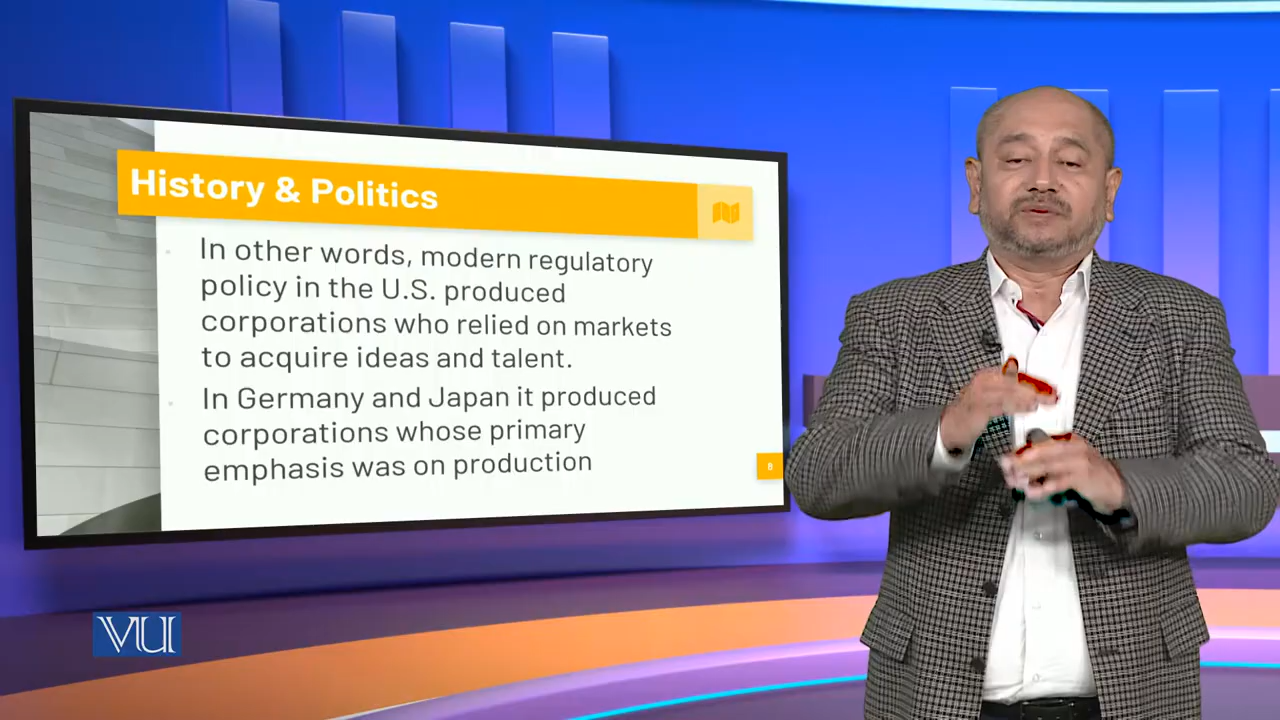 History & Politics
In other words, modern regulatory
policy in the U.S. produced
corporations who relied on markets
to acquire ideas and talent.
In Germany and Japan it produced
corporations whose primary
emphasis was on production
8
VU